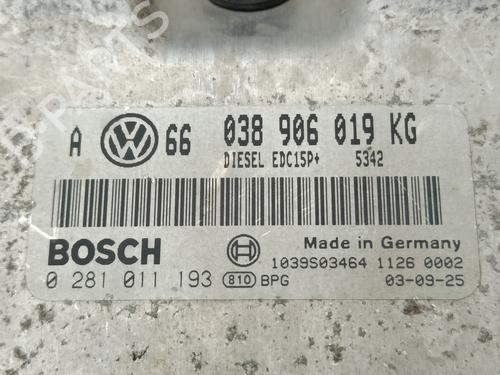 A VW 66 038 906 019 KG
DIESEL EDC15P+ 5342
BOSCH
Made in Germany
1039S03464 1126 0002
0 281 011 193 810 BPG 03-09-25